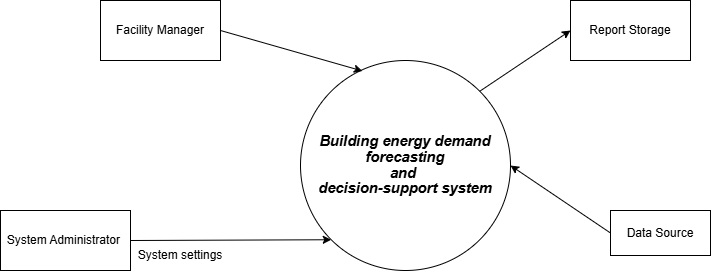 Facility Manager
Report Storage
Building energy demand
forecasting
and
decision-support system
System Administrator
Data Source
System settings